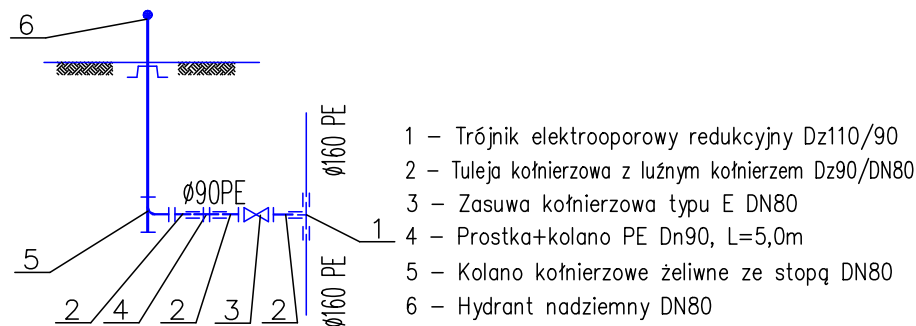 6
ø160 PE
ø90PE
1 – Trójnik elektrooporowy redukcyjny Dz110/90
2 – Tuleja kołnierzowa z luźnym kołnierzem Dz90/DN80
3 – Zasuwa kołnierzowa typu E DN80
4 – Prostka+kolano PE Dn90, L=5,0m
5 – Kolano kołnierzowe żeliwne ze stopą DN80
6 – Hydrant nadziemny DN80
1
5
2
4
2
3
2
ø160 PE